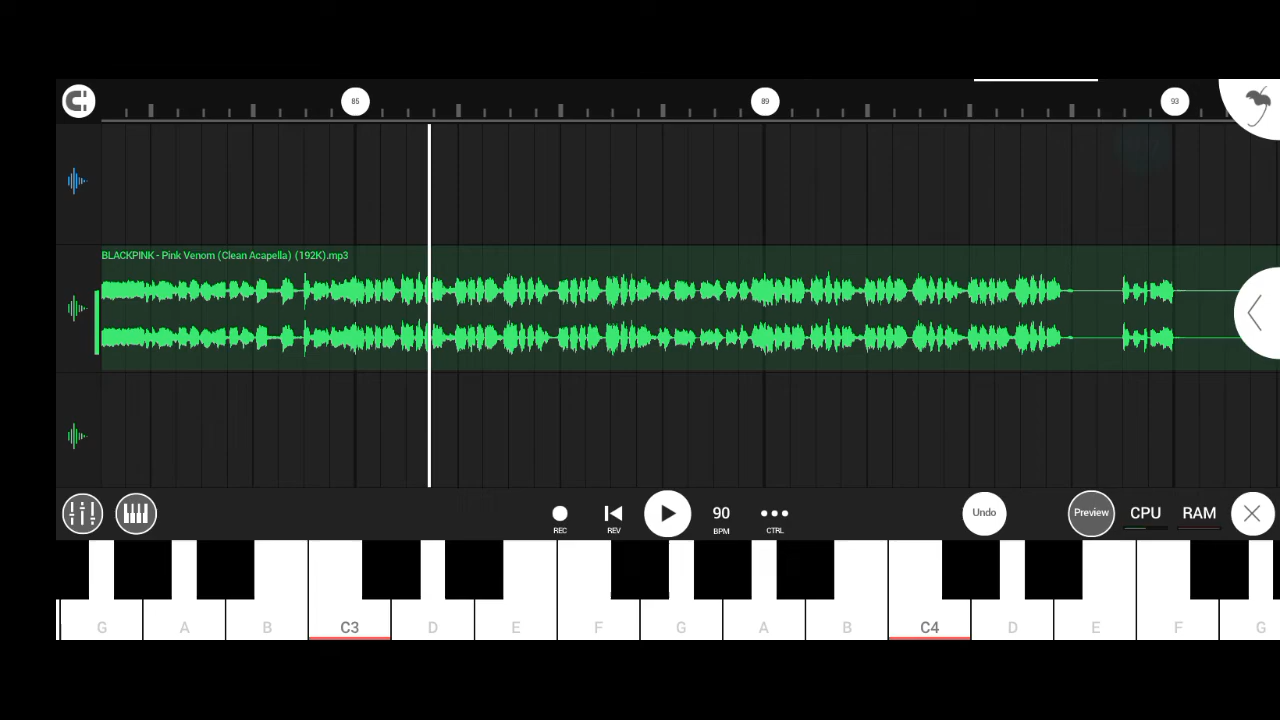 85 89 93
BLACKPINK - Pink Venom (Clean Acapella) (192K).mp3
REC REV 90 BPM CTRL Undo Preview CPU RAM
G A B C3 D E F G A B C4 D E F G